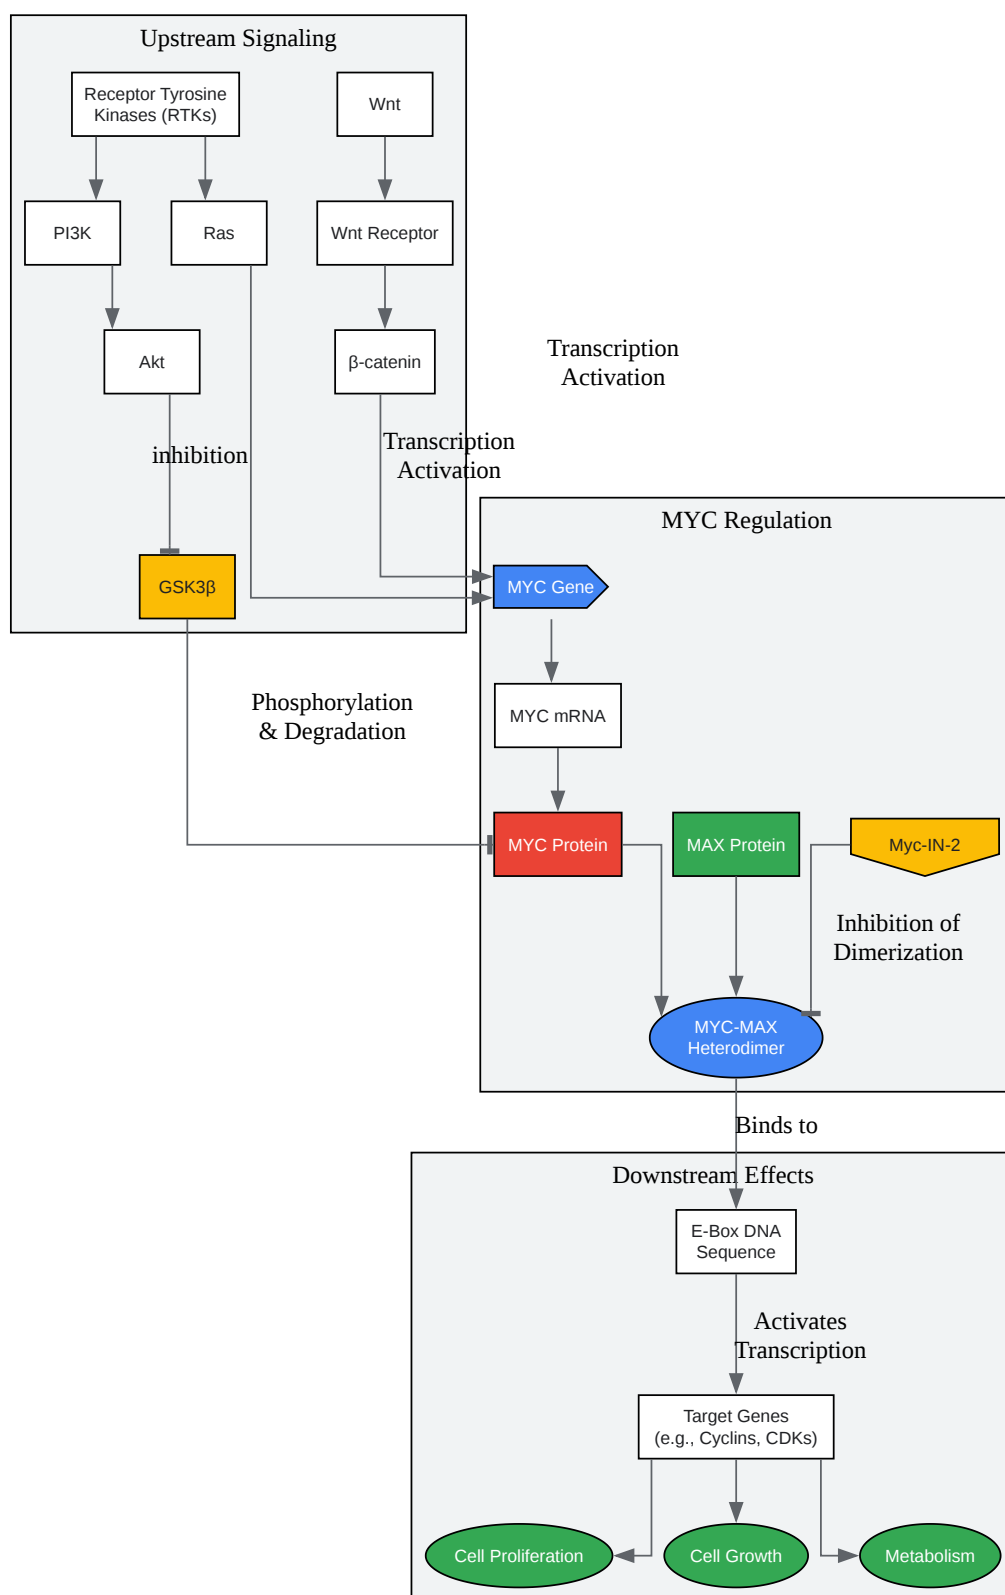 Upstream Signaling
Receptor Tyrosine
Kinases (RTKs)
Wnt
PI3K
Ras
Wnt Receptor
Akt
β-catenin
Transcription
Activation
inhibition
Transcription
Activation
GSK3β
MYC Regulation
MYC Gene
Phosphorylation
& Degradation
MYC mRNA
MYC Protein
MAX Protein
Myc-IN-2
Inhibition of
Dimerization
MYC-MAX
Heterodimer
Binds to
Downstream Effects
E-Box DNA
Sequence
Activates
Transcription
Target Genes
(e.g., Cyclins, CDKs)
Cell Proliferation
Cell Growth
Metabolism